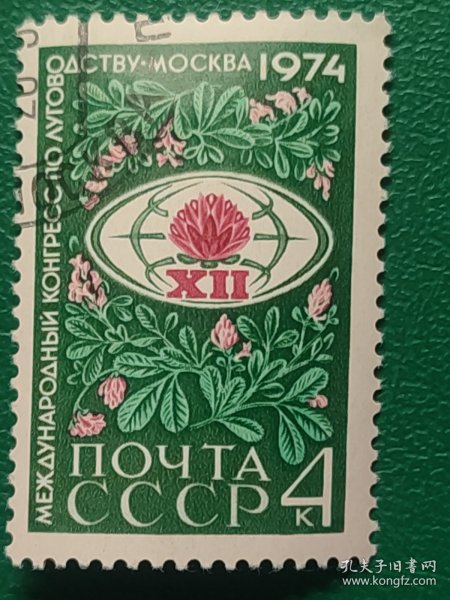 МЕЖДУНАРОДНЫЙ КОНГРЕСС ПО ЛУГОВОДСТВУ·МОСКВА 1974
XII
ПОЧТА
СССР 4
К
孔夫子旧书网
www.kongfz.com